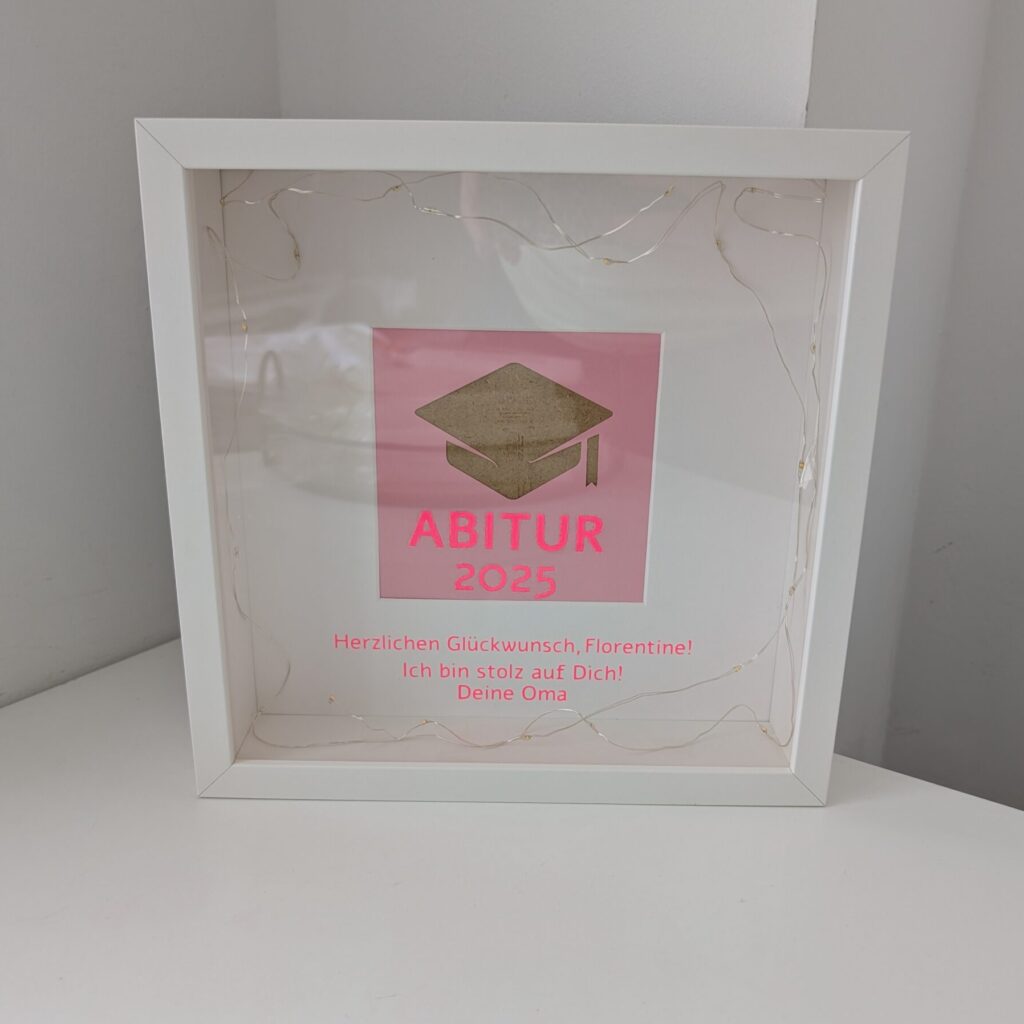 ABITUR
2025
Herzlichen Glückwunsch, Florentine!
Ich bin stolz auf Dich!
Deine Oma